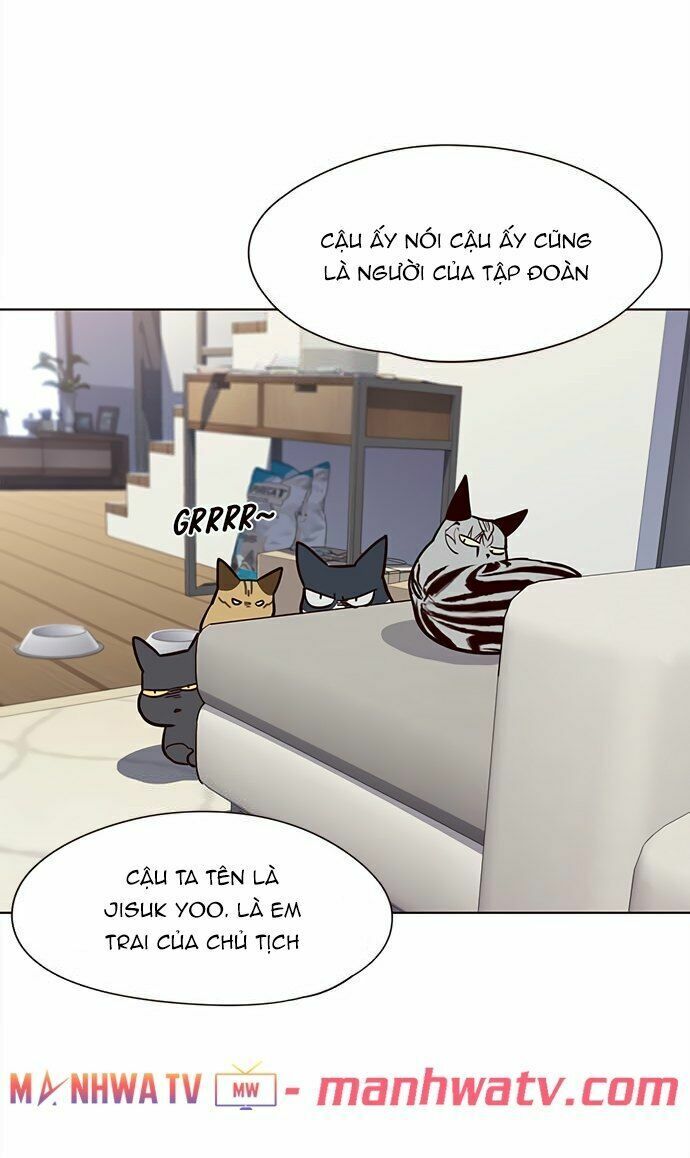 CẬU ẤY NÓI CẬU ẤY CŨNG
LÀ NGƯỜI CỦA TẬP ĐOÀN
GRRRR~
CẬU TA TÊN LÀ
JISUK YOO, LÀ EM
TRAI CỦA CHỦ TỊCH
MANHWA TV MW - manhwatv.com